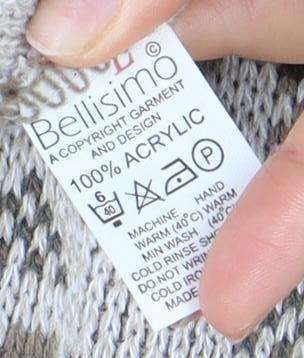 L ©
Bellisimo
A COPYRIGHT GARMENT
AND DESIGN
100% ACRYLIC
6
40 P
MACHINE HAND
WARM (40°C) WARM
MIN WASH (40°C
COLD RINSE
DO NOT
COLD
MADE